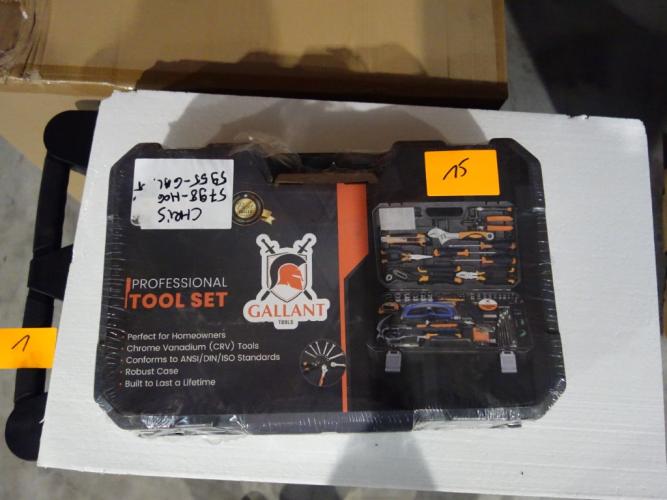 CHRIS
5798-HOG
5955-GAL.
15
PROFESSIONAL
TOOL SET
GALLANT
TOOLS
• Perfect for Homeowners
• Chrome Vanadium (CRV) Tools
• Conforms to ANSI/DIN/ISO Standards
• Robust Case
• Built to Last a Lifetime
1